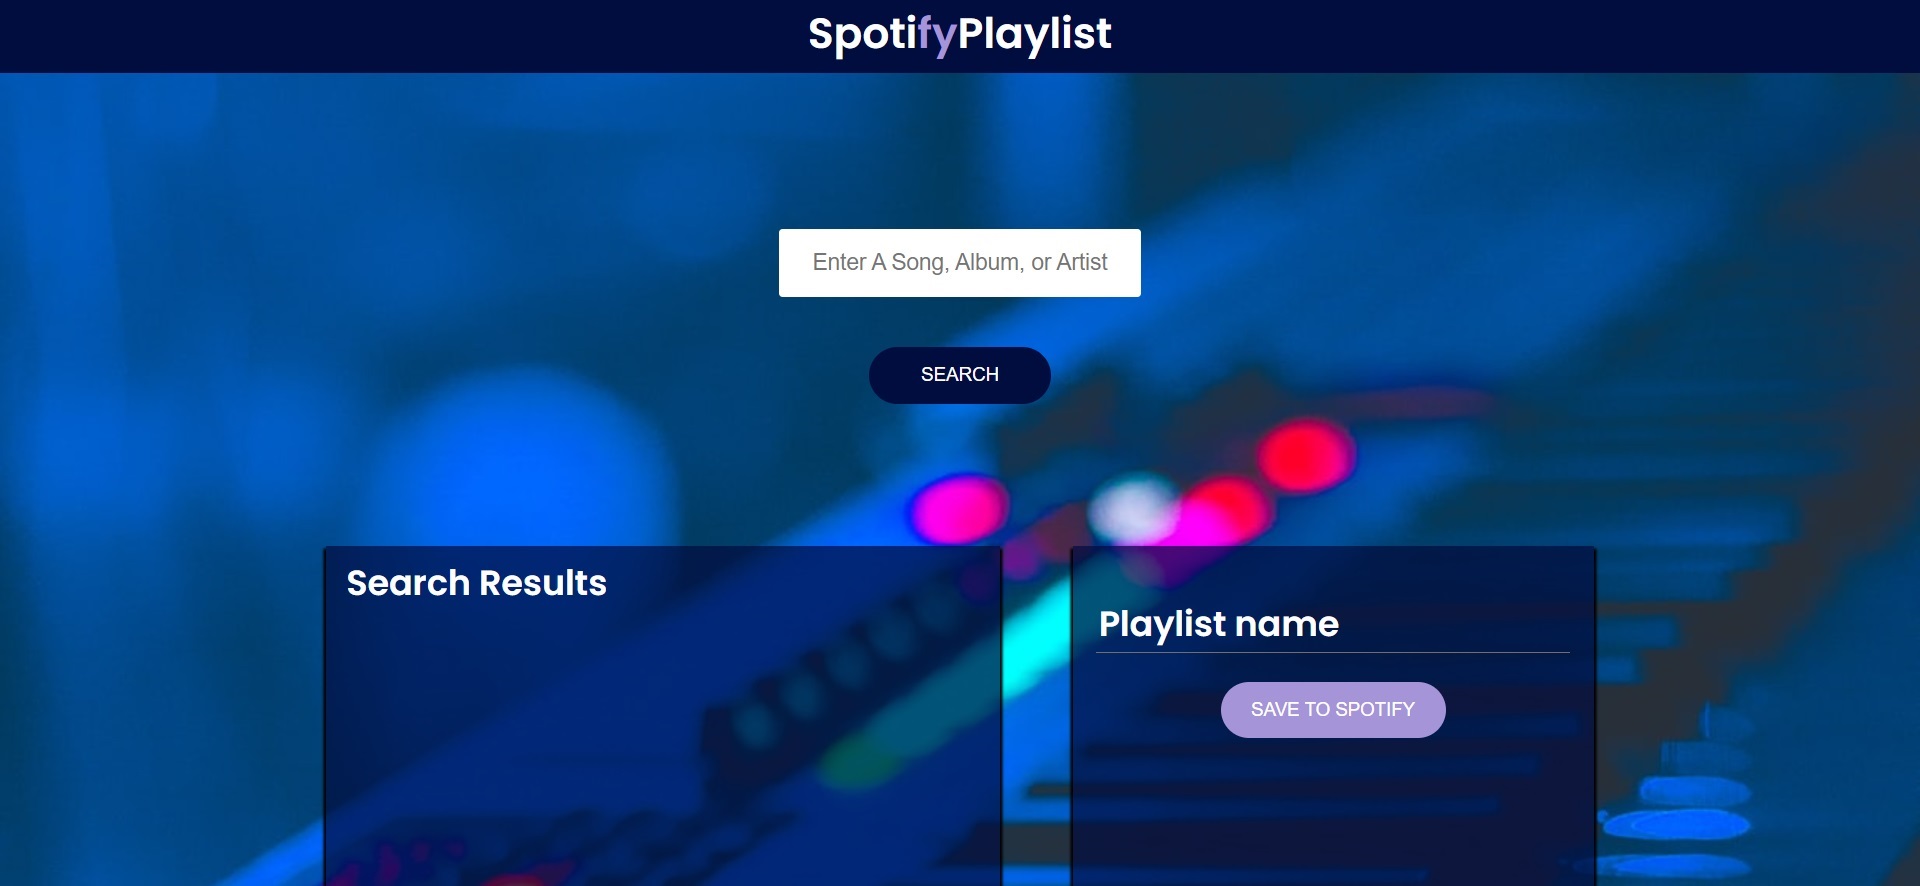 SpotifyPlaylist
Enter A Song, Album, or Artist
SEARCH
Search Results
Playlist name
SAVE TO SPOTIFY